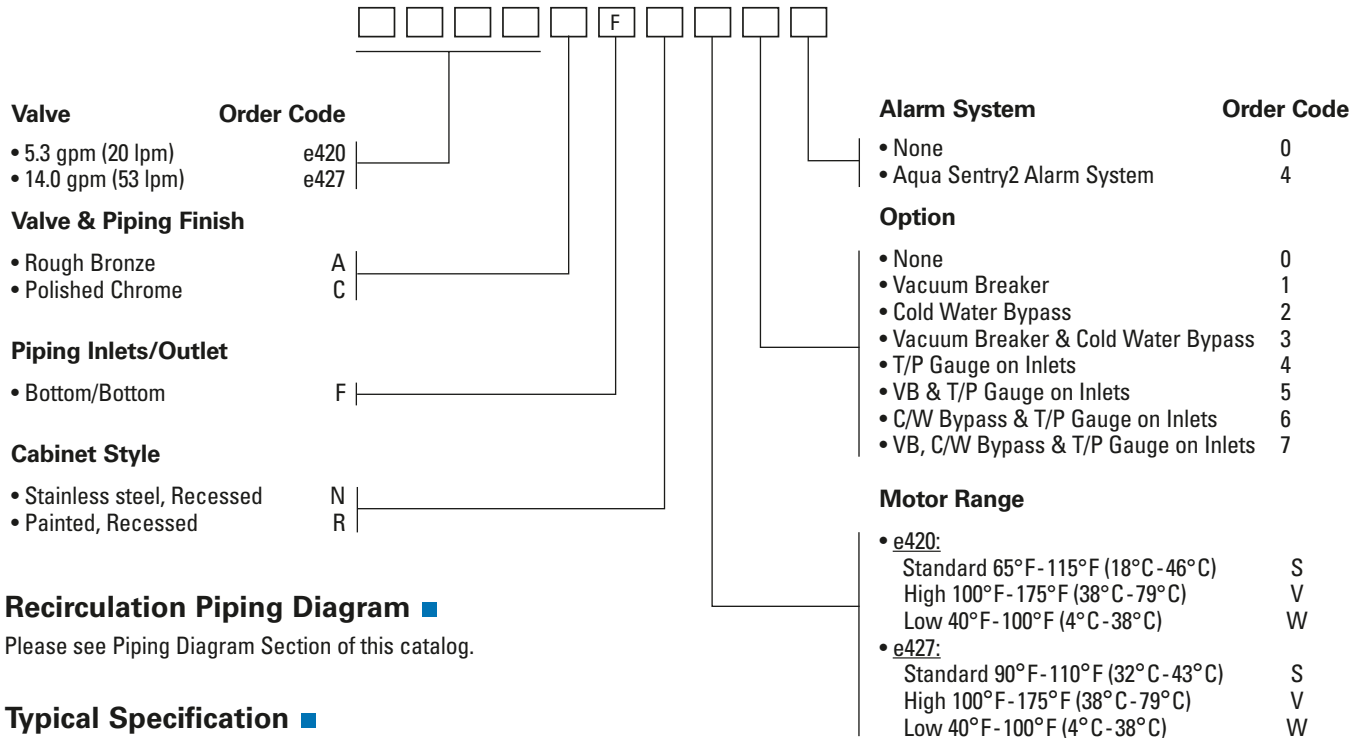 F
Valve Order Code
• 5.3 gpm (20 lpm) e420
• 14.0 gpm (53 lpm) e427
Valve & Piping Finish
• Rough Bronze A
• Polished Chrome C
Piping Inlets/Outlet
• Bottom/Bottom F
Cabinet Style
• Stainless steel, Recessed N
• Painted, Recessed R
Recirculation Piping Diagram
Please see Piping Diagram Section of this catalog.
Typical Specification
Alarm System Order Code
• None 0
• Aqua Sentry2 Alarm System 4
Option
• None 0
• Vacuum Breaker 1
• Cold Water Bypass 2
• Vacuum Breaker & Cold Water Bypass 3
• T/P Gauge on Inlets 4
• VB & T/P Gauge on Inlets 5
• C/W Bypass & T/P Gauge on Inlets 6
• VB, C/W Bypass & T/P Gauge on Inlets 7
Motor Range
• e420:
Standard 65°F-115°F (18°C-46°C) S
High 100°F-175°F (38°C-79°C) V
Low 40°F-100°F (4°C-38°C) W
• e427:
Standard 90°F-110°F (32°C-43°C) S
High 100°F-175°F (38°C-79°C) V
Low 40°F-100°F (4°C-38°C) W